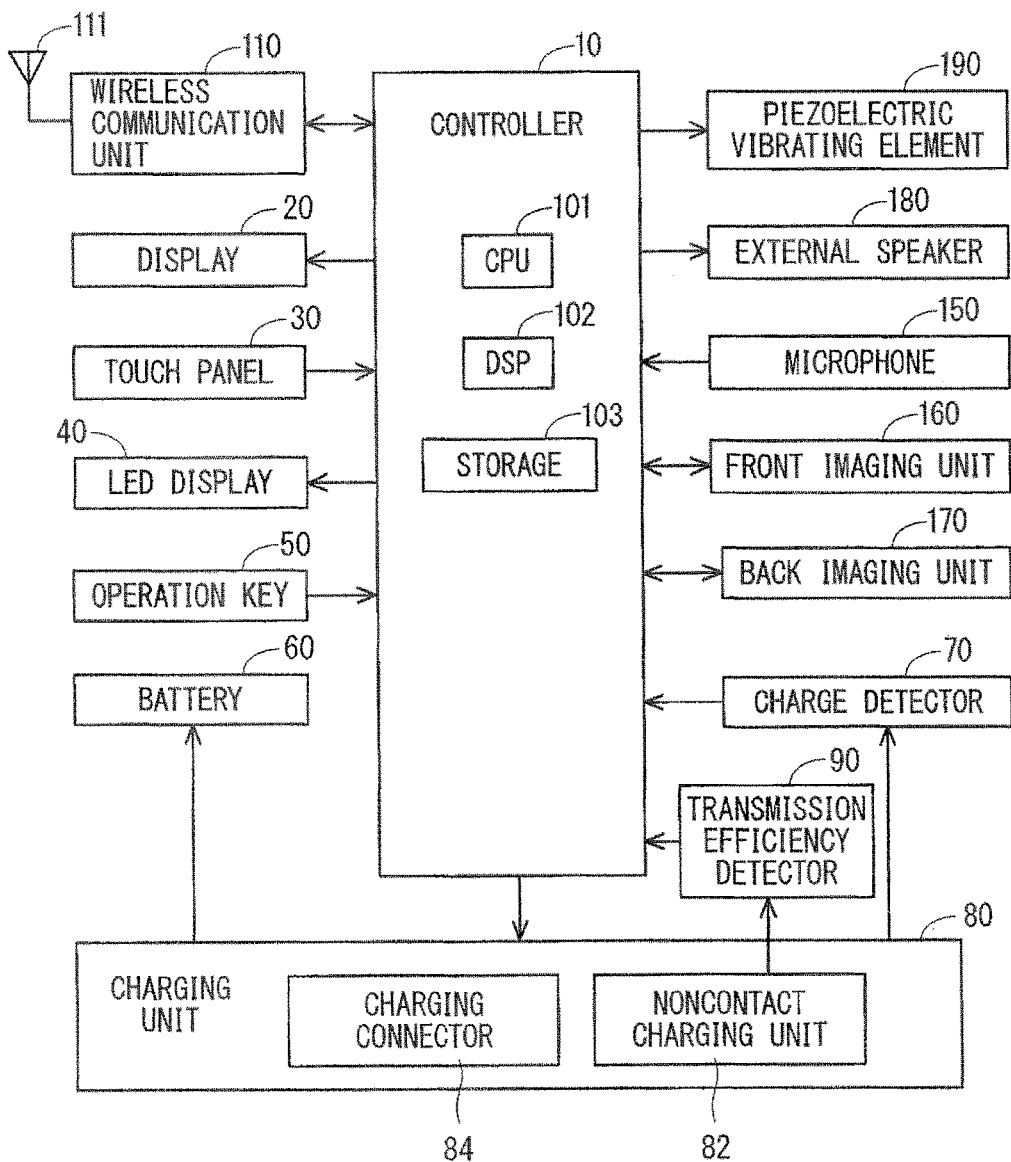 111
110
10
190
WIRELESS
COMMUNICATION
UNIT
CONTROLLER
PIEZOELECTRIC
VIBRATING ELEMENT
20
101
180
DISPLAY
CPU
EXTERNAL SPEAKER
30
102
150
TOUCH PANEL
DSP
MICROPHONE
40
103
160
LED DISPLAY
STORAGE
FRONT IMAGING UNIT
50
170
OPERATION KEY
BACK IMAGING UNIT
60
70
BATTERY
CHARGE DETECTOR
90
TRANSMISSION
EFFICIENCY
DETECTOR
80
CHARGING
UNIT
CHARGING
CONNECTOR
NONCONTACT
CHARGING UNIT
84
82